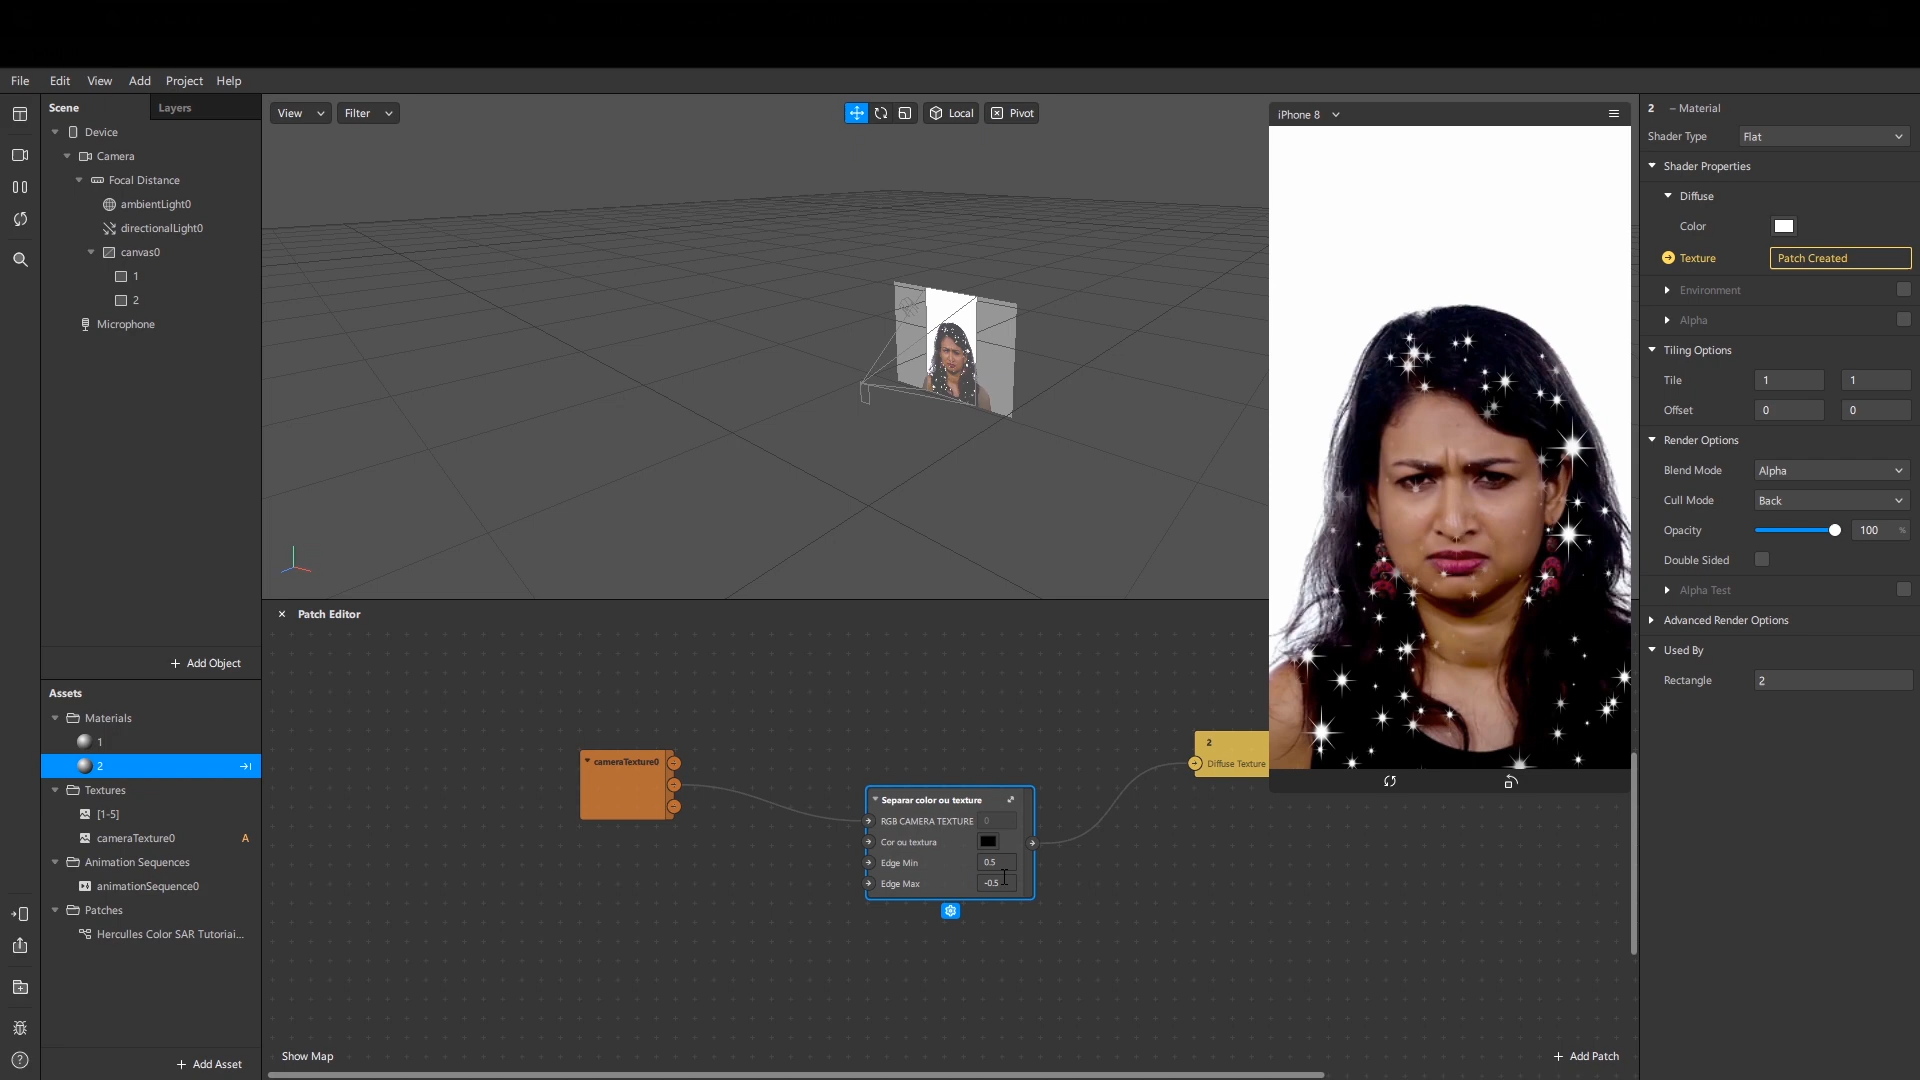 File Edit View Add Project Help
Scene Layers
Device
Camera
Focal Distance
ambientLight0
directionalLight0
canvas0
1
2
Microphone
+ Add Object
Assets
Materials
1
2
Textures
[1-5]
cameraTexture0 A
Animation Sequences
animationSequence0
Patches
Herculles Color SAR Tutoriai...
+ Add Asset
View Filter
Local Pivot
iPhone 8
× Patch Editor
cameraTexture0
Separar color ou texture
RGB CAMERA TEXTURE 0
Cor ou textura
Edge Min 0.5
Edge Max -0.5
2
Diffuse Texture
Show Map
+ Add Patch
2 – Material
Shader Type Flat
Shader Properties
Diffuse
Color
Texture Patch Created
Environment
Alpha
Tiling Options
Tile 1 1
Offset 0 0
Render Options
Blend Mode Alpha
Cull Mode Back
Opacity 100 %
Double Sided
Alpha Test
Advanced Render Options
Used By
Rectangle 2